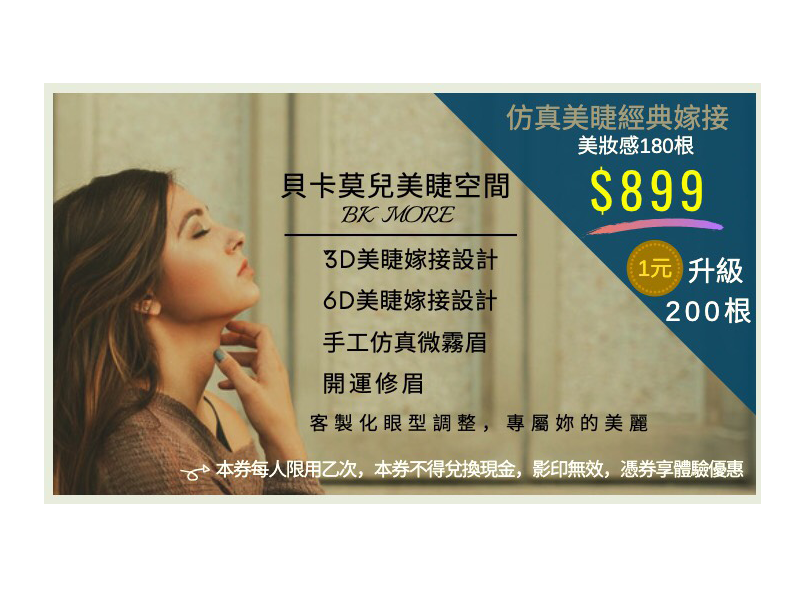 仿真美睫經典嫁接
美妝感180根
$899
1元 升級
200根
貝卡莫兒美睫空間
BK MORE
3D美睫嫁接設計
6D美睫嫁接設計
手工仿真微霧眉
開運修眉
客製化眼型調整，專屬妳的美麗
本券每人限用乙次，本券不得兌換現金，影印無效，憑券享體驗優惠